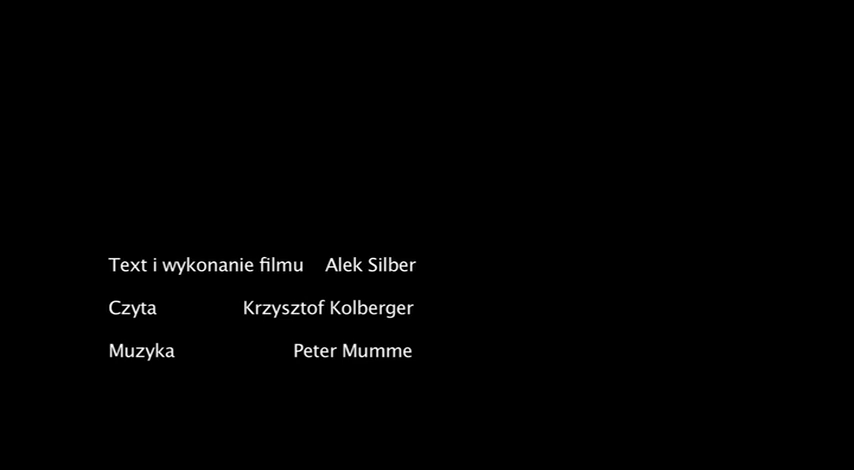 Text i wykonanie filmu Alek Silber
Czyta Krzysztof Kolberger
Muzyka Peter Mumme